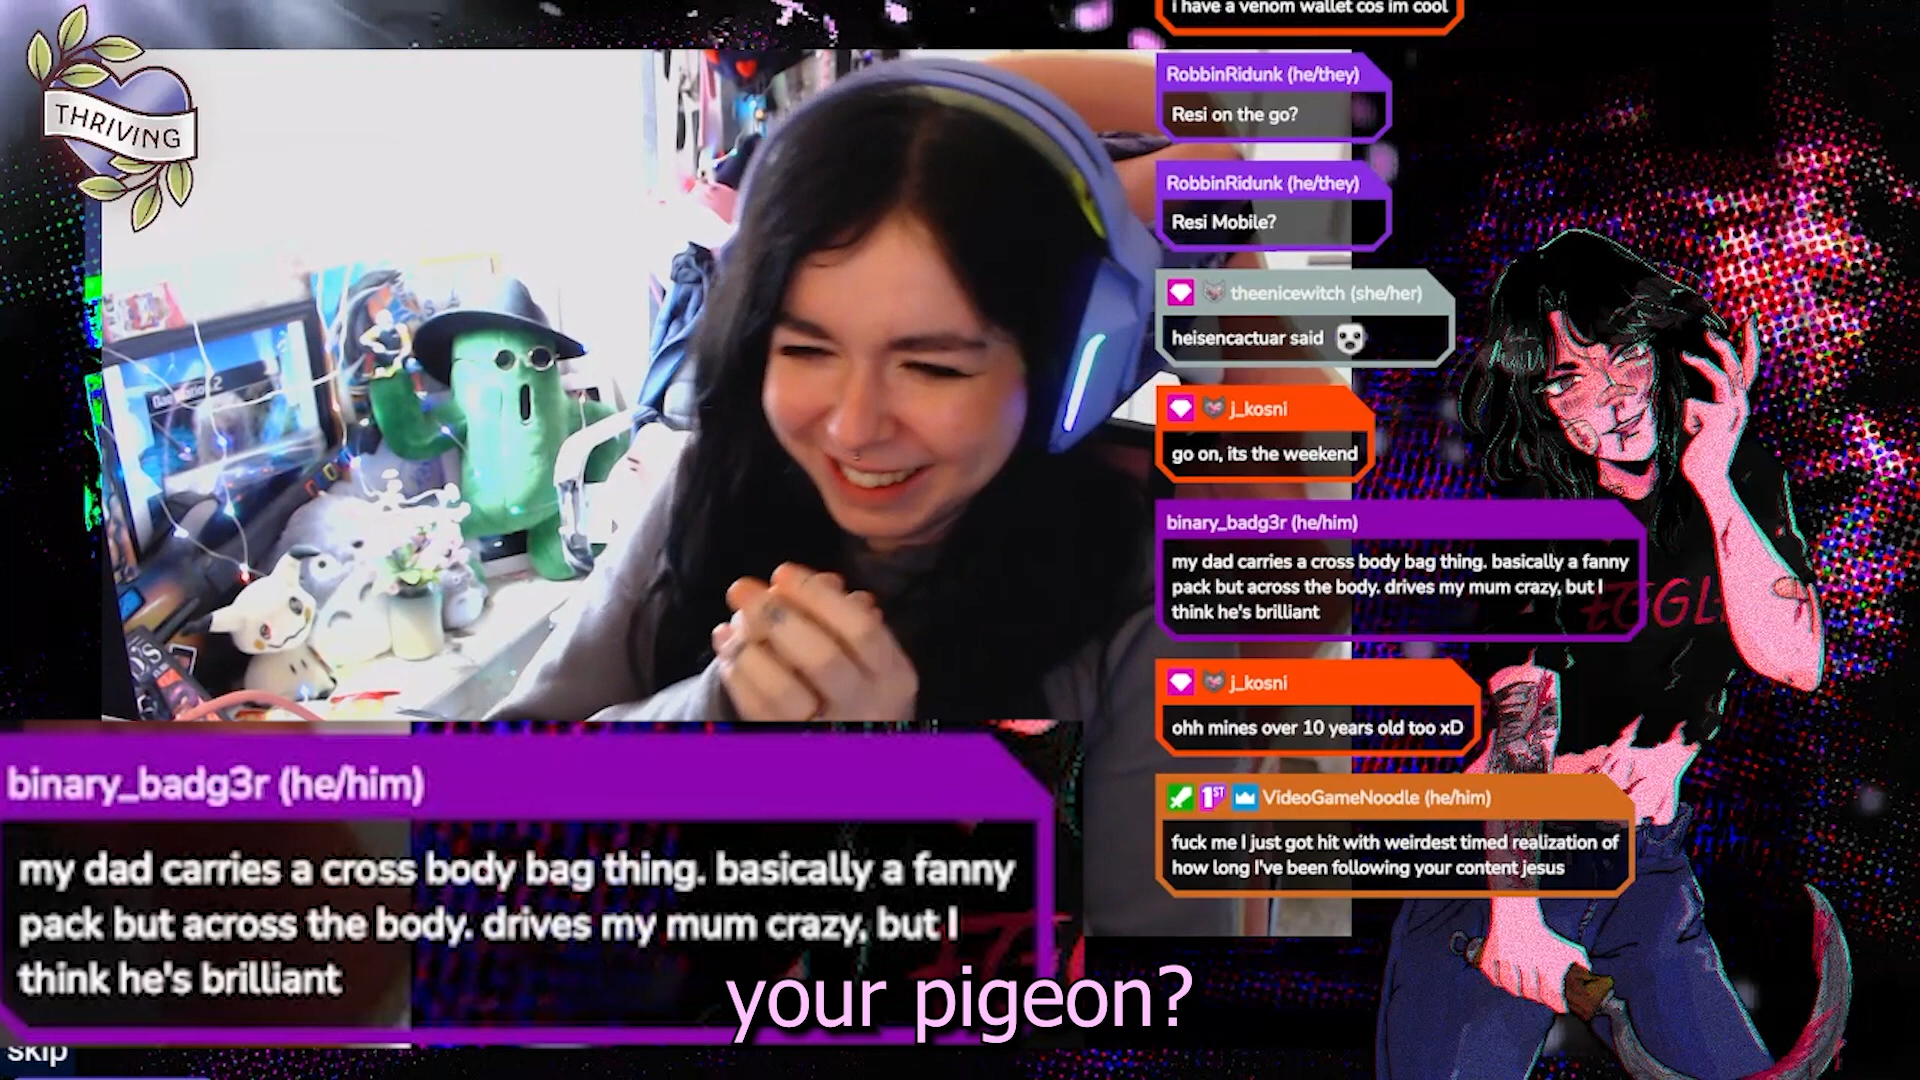 THRIVING
i have a venom wallet cos im cool
RobbinRidunk (he/they)
Resi on the go?
RobbinRidunk (he/they)
Resi Mobile?
theenicewitch (she/her)
heisencactuar said
j_kosni
go on, its the weekend
binary_badg3r (he/him)
my dad carries a cross body bag thing. basically a fanny
pack but across the body. drives my mum crazy, but I
think he's brilliant
j_kosni
ohh mines over 10 years old too xD
1ST VideoGameNoodle (he/him)
fuck me I just got hit with weirdest timed realization of
how long I've been following your content jesus
binary_badg3r (he/him)
my dad carries a cross body bag thing. basically a fanny
pack but across the body. drives my mum crazy, but I
think he's brilliant
your pigeon?
skip